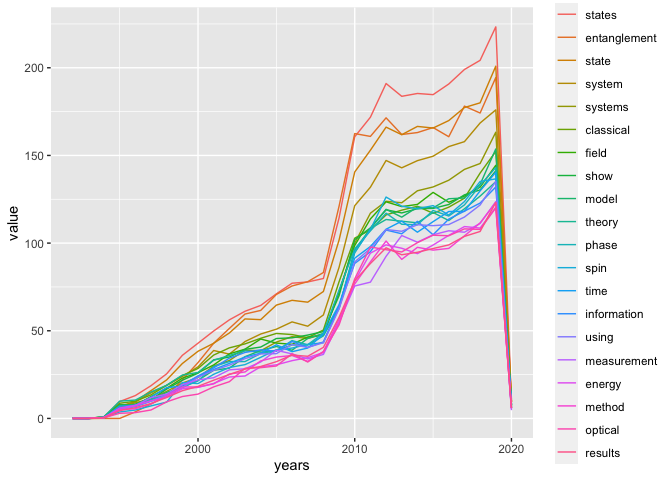 states
entanglement
state
system
systems
classical
field
show
model
theory
phase
spin
time
information
using
measurement
energy
method
optical
results
value
200
150
100
50
0
2000
2010
2020
years